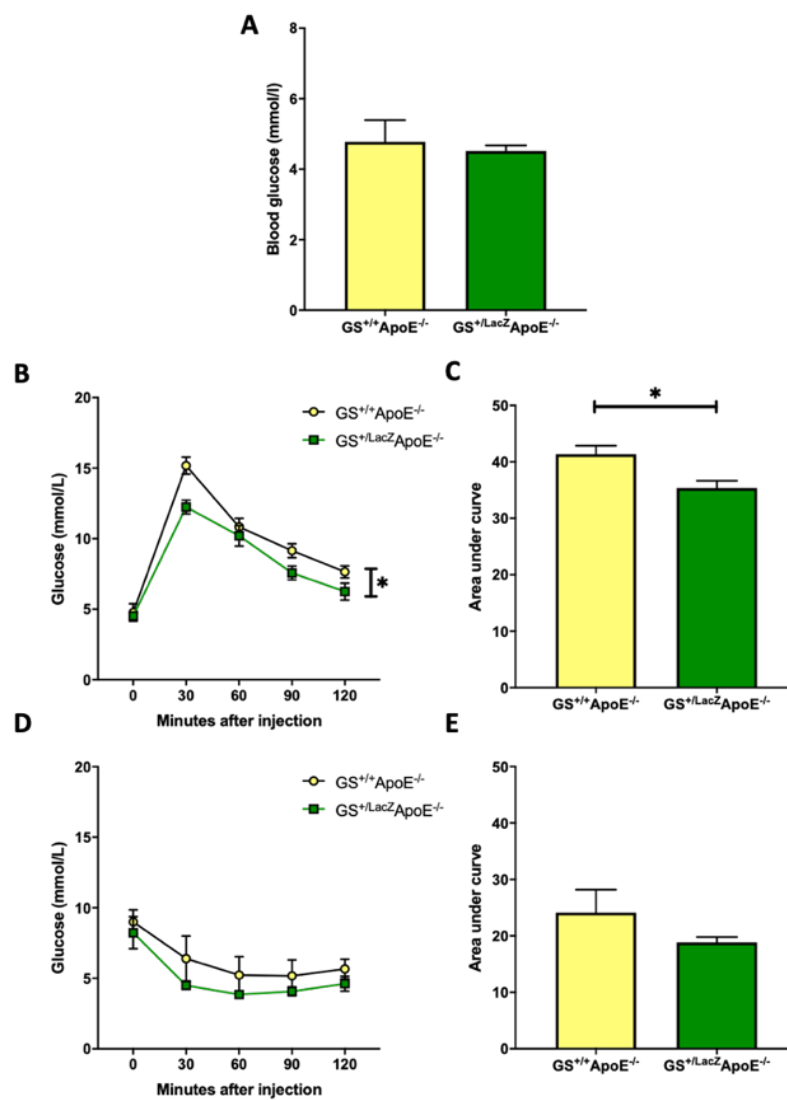 A
8
6
4
2
0
Blood glucose (mmol/l)
GS+/+ApoE-/-
GS+/LacZApoE-/-
B
20
15
10
5
0
Glucose (mmol/L)
GS+/+ApoE-/-
GS+/LacZApoE-/-
*
0 30 60 90 120
Minutes after injection
C
50
40
30
20
10
0
Area under curve
*
GS+/+ApoE-/-
GS+/LacZApoE-/-
D
20
15
10
5
0
Glucose (mmol/L)
GS+/+ApoE-/-
GS+/LacZApoE-/-
0 30 60 90 120
Minutes after injection
E
50
40
30
20
10
0
Area under curve
GS+/+ApoE-/-
GS+/LacZApoE-/-